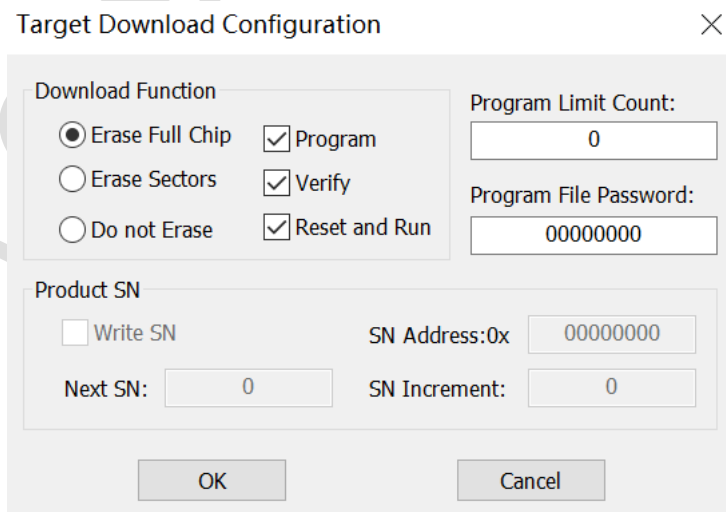 Target Download Configuration
Download Function
Erase Full Chip
Program
Erase Sectors
Verify
Do not Erase
Reset and Run
Program Limit Count:
0
Program File Password:
00000000
Product SN
Write SN
SN Address:0x
00000000
Next SN:
0
SN Increment:
0
OK
Cancel